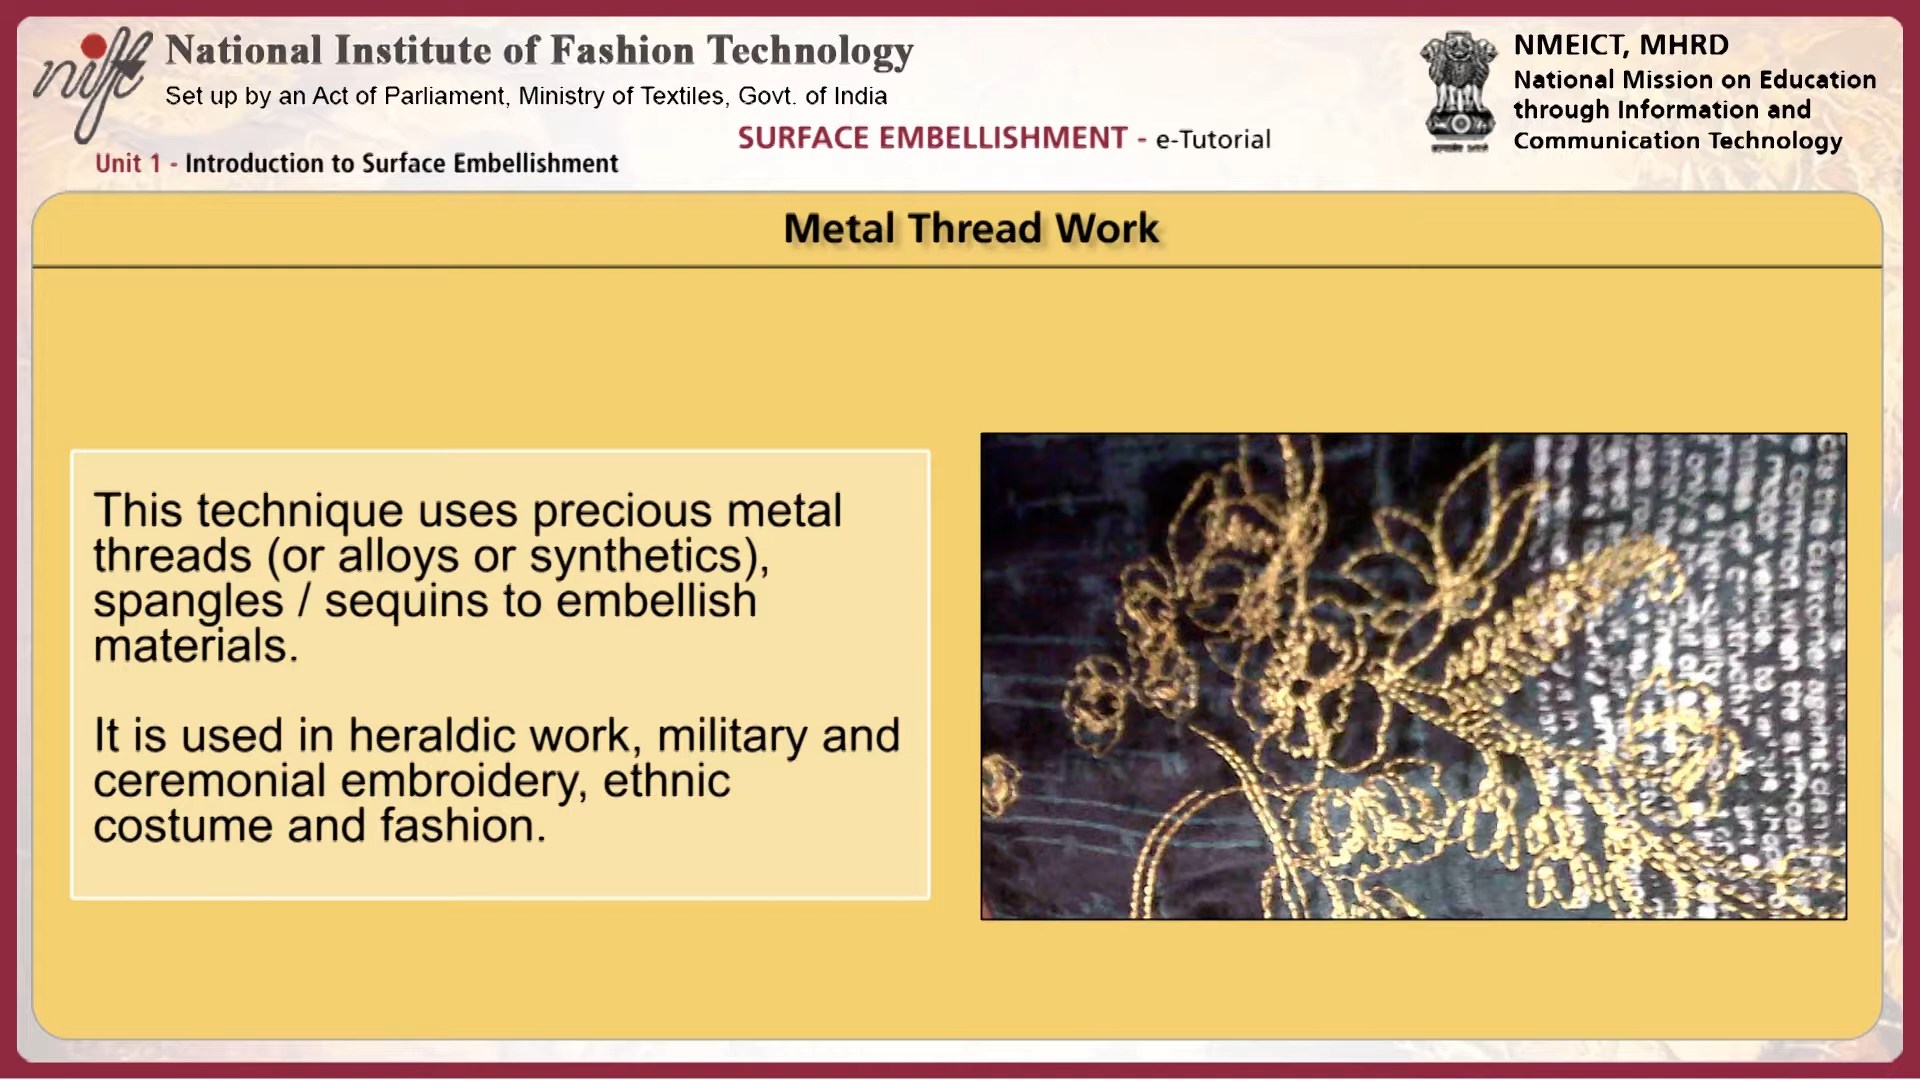 nift
National Institute of Fashion Technology
Set up by an Act of Parliament, Ministry of Textiles, Govt. of India
NMEICT, MHRD
National Mission on Education
through Information and
Communication Technology
SURFACE EMBELLISHMENT - e-Tutorial
Unit 1 - Introduction to Surface Embellishment
Metal Thread Work
This technique uses precious metal
threads (or alloys or synthetics),
spangles / sequins to embellish
materials.
It is used in heraldic work, military and
ceremonial embroidery, ethnic
costume and fashion.